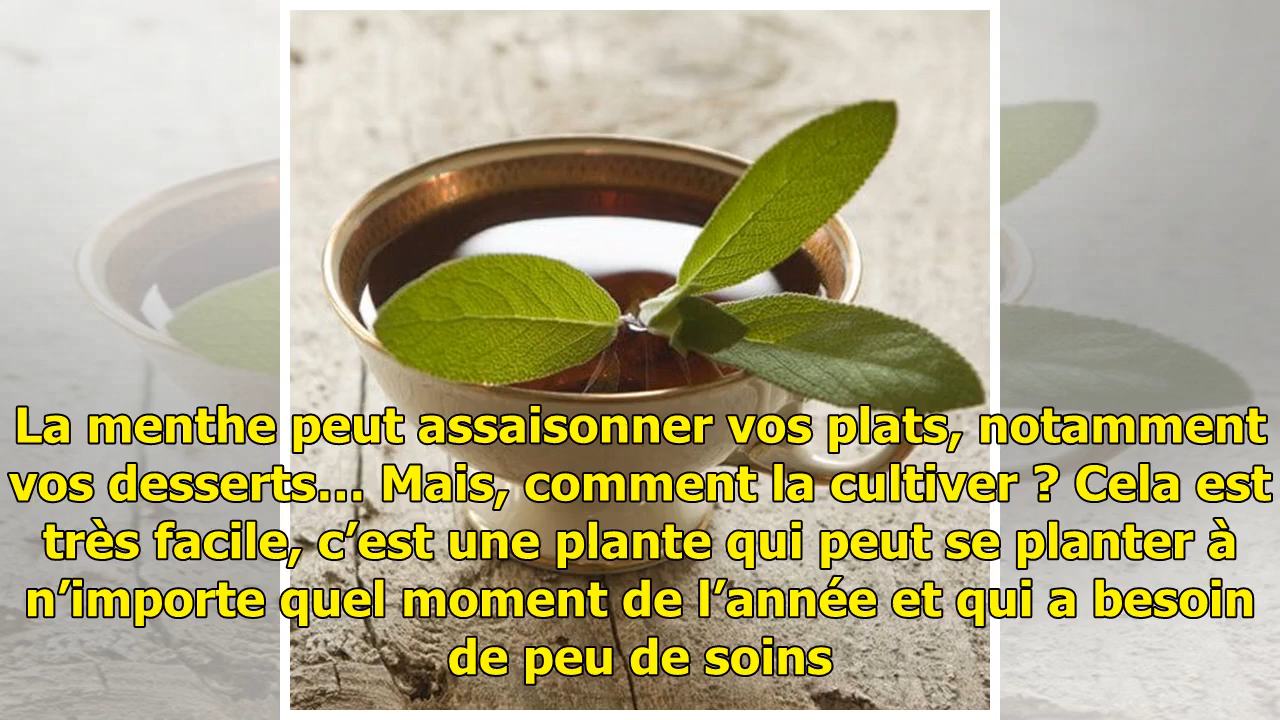 La menthe peut assaisonner vos plats, notamment
vos desserts... Mais, comment la cultiver ? Cela est
très facile, c’est une plante qui peut se planter à
n’importe quel moment de l’année et qui a besoin
de peu de soins